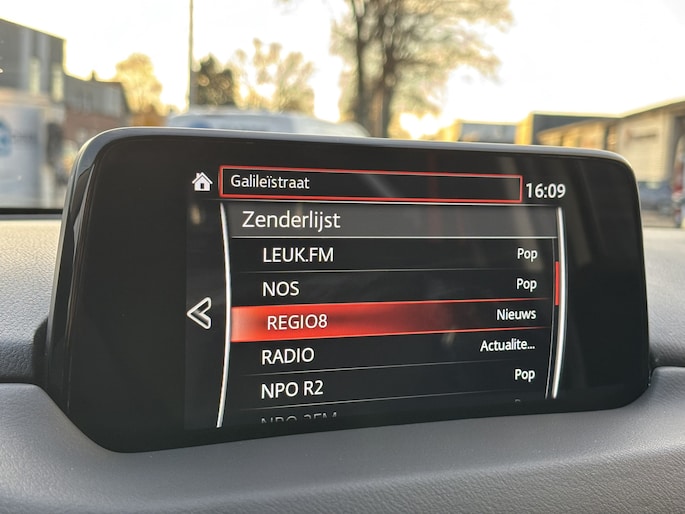 Galileïstraat
16:09
Zenderlijst
LEUK.FM Pop
NOS Pop
REGIO8 Nieuws
RADIO Actualite...
NPO R2 Pop